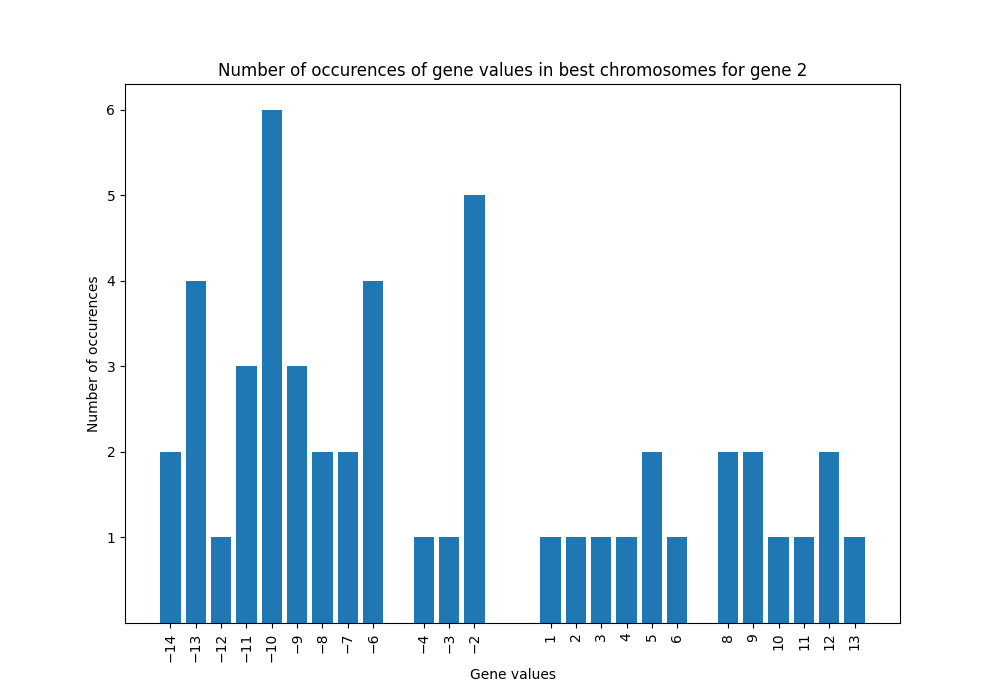 Number of occurences of gene values in best chromosomes for gene 2
Number of occurences
6
5
4
3
2
1
−14 −13 −12 −11 −10 −9 −8 −7 −6 −4 −3 −2 1 2 3 4 5 6 8 9 10 11 12 13
Gene values